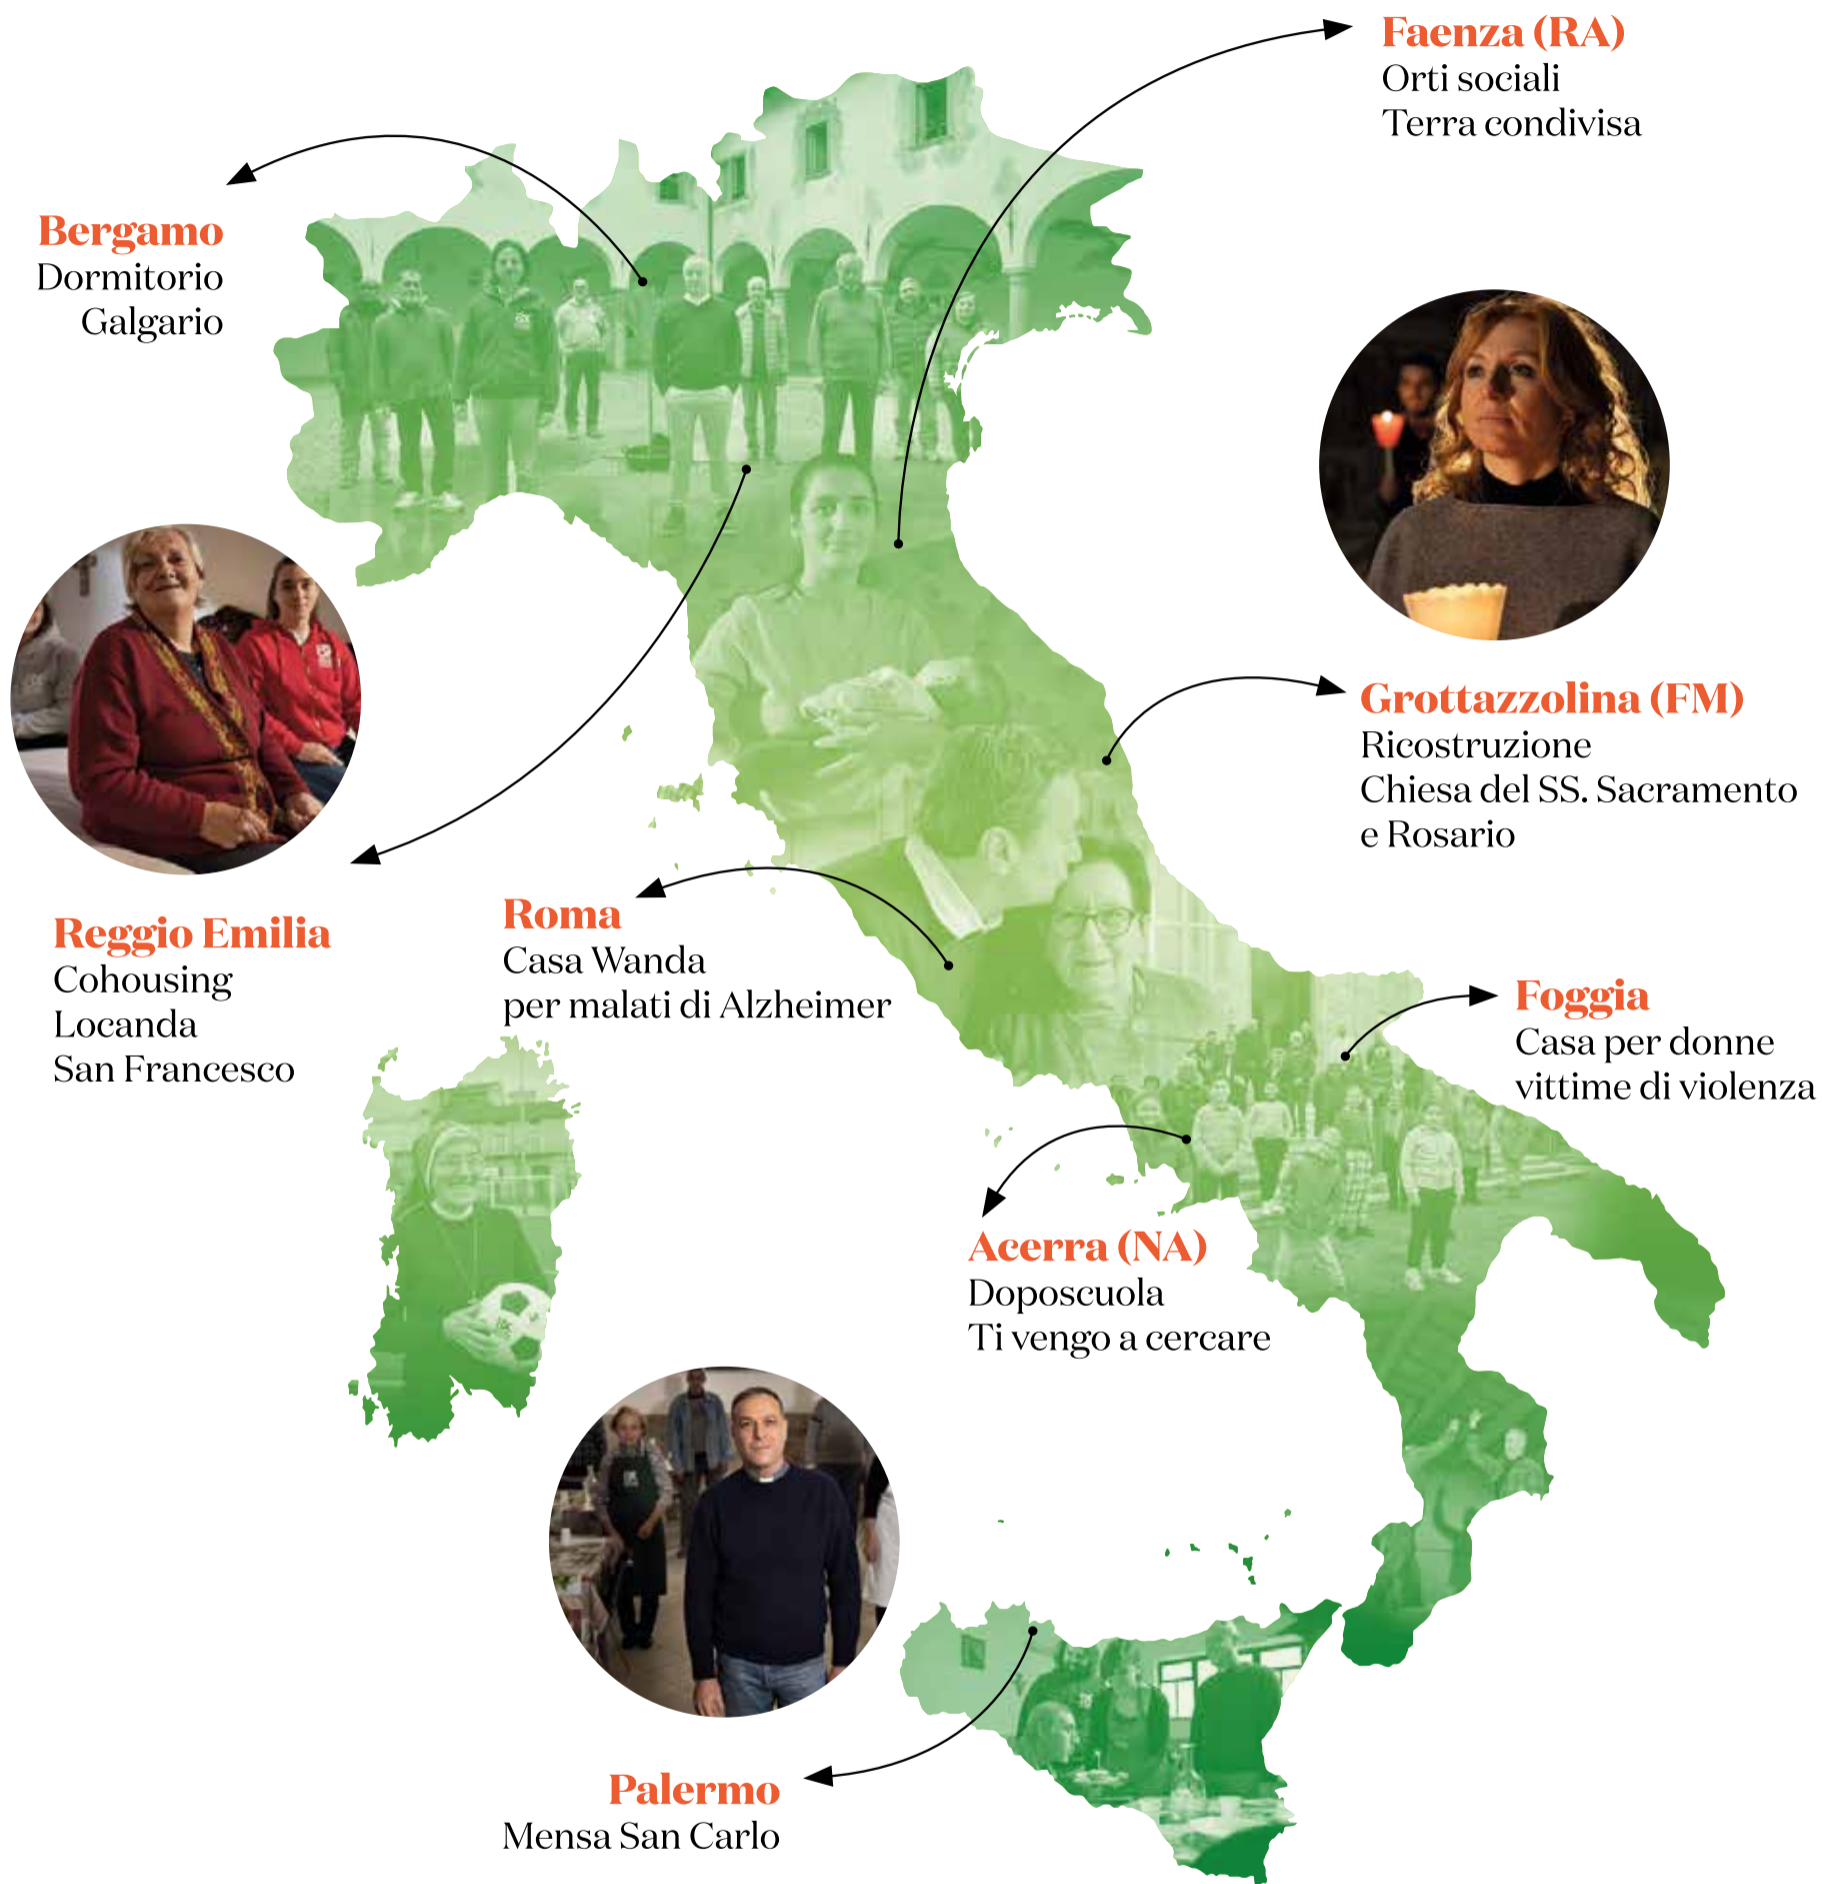 Faenza (RA)
Orti sociali
Terra condivisa
Bergamo
Dormitorio
Galgario
Grottazzolina (FM)
Ricostruzione
Chiesa del SS. Sacramento
e Rosario
Reggio Emilia
Cohousing
Locanda
San Francesco
Roma
Casa Wanda
per malati di Alzheimer
Foggia
Casa per donne
vittime di violenza
Acerra (NA)
Doposcuola
Ti vengo a cercare
Palermo
Mensa San Carlo